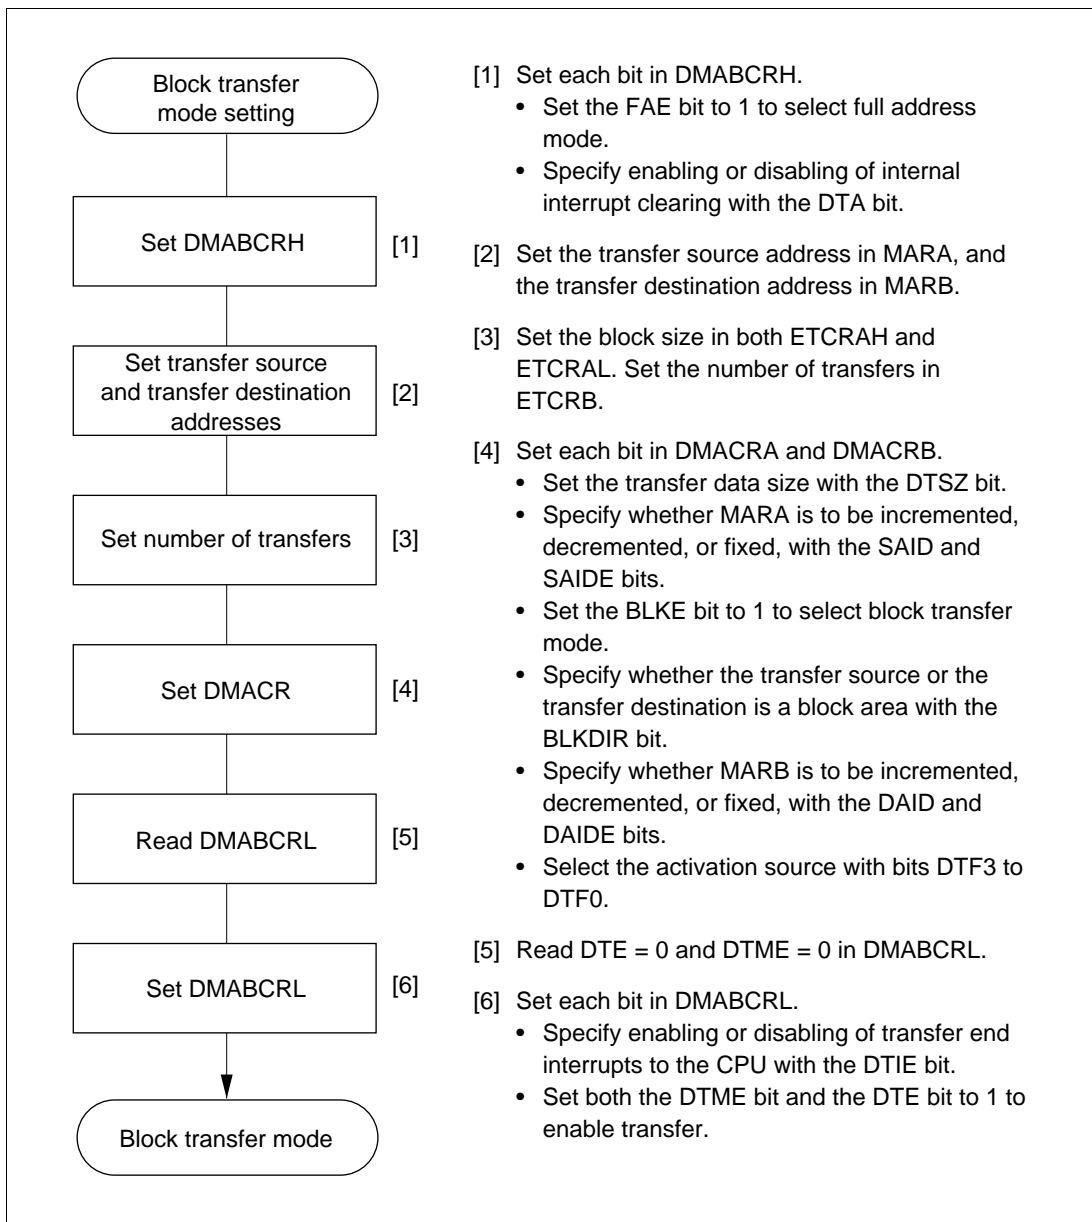 Block transfer
mode setting
Set DMABCRH
[1]
Set transfer source
and transfer destination
addresses
[2]
Set number of transfers
[3]
Set DMACR
[4]
Read DMABCRL
[5]
Set DMABCRL
[6]
Block transfer mode
[1] Set each bit in DMABCRH.
• Set the FAE bit to 1 to select full address
mode.
• Specify enabling or disabling of internal
interrupt clearing with the DTA bit.
[2] Set the transfer source address in MARA, and
the transfer destination address in MARB.
[3] Set the block size in both ETCRAH and
ETCRAL. Set the number of transfers in
ETCRB.
[4] Set each bit in DMACRA and DMACRB.
• Set the transfer data size with the DTSZ bit.
• Specify whether MARA is to be incremented,
decremented, or fixed, with the SAID and
SAIDE bits.
• Set the BLKE bit to 1 to select block transfer
mode.
• Specify whether the transfer source or the
transfer destination is a block area with the
BLKDIR bit.
• Specify whether MARB is to be incremented,
decremented, or fixed, with the DAID and
DAIDE bits.
• Select the activation source with bits DTF3 to
DTF0.
[5] Read DTE = 0 and DTME = 0 in DMABCRL.
[6] Set each bit in DMABCRL.
• Specify enabling or disabling of transfer end
interrupts to the CPU with the DTIE bit.
• Set both the DTME bit and the DTE bit to 1 to
enable transfer.